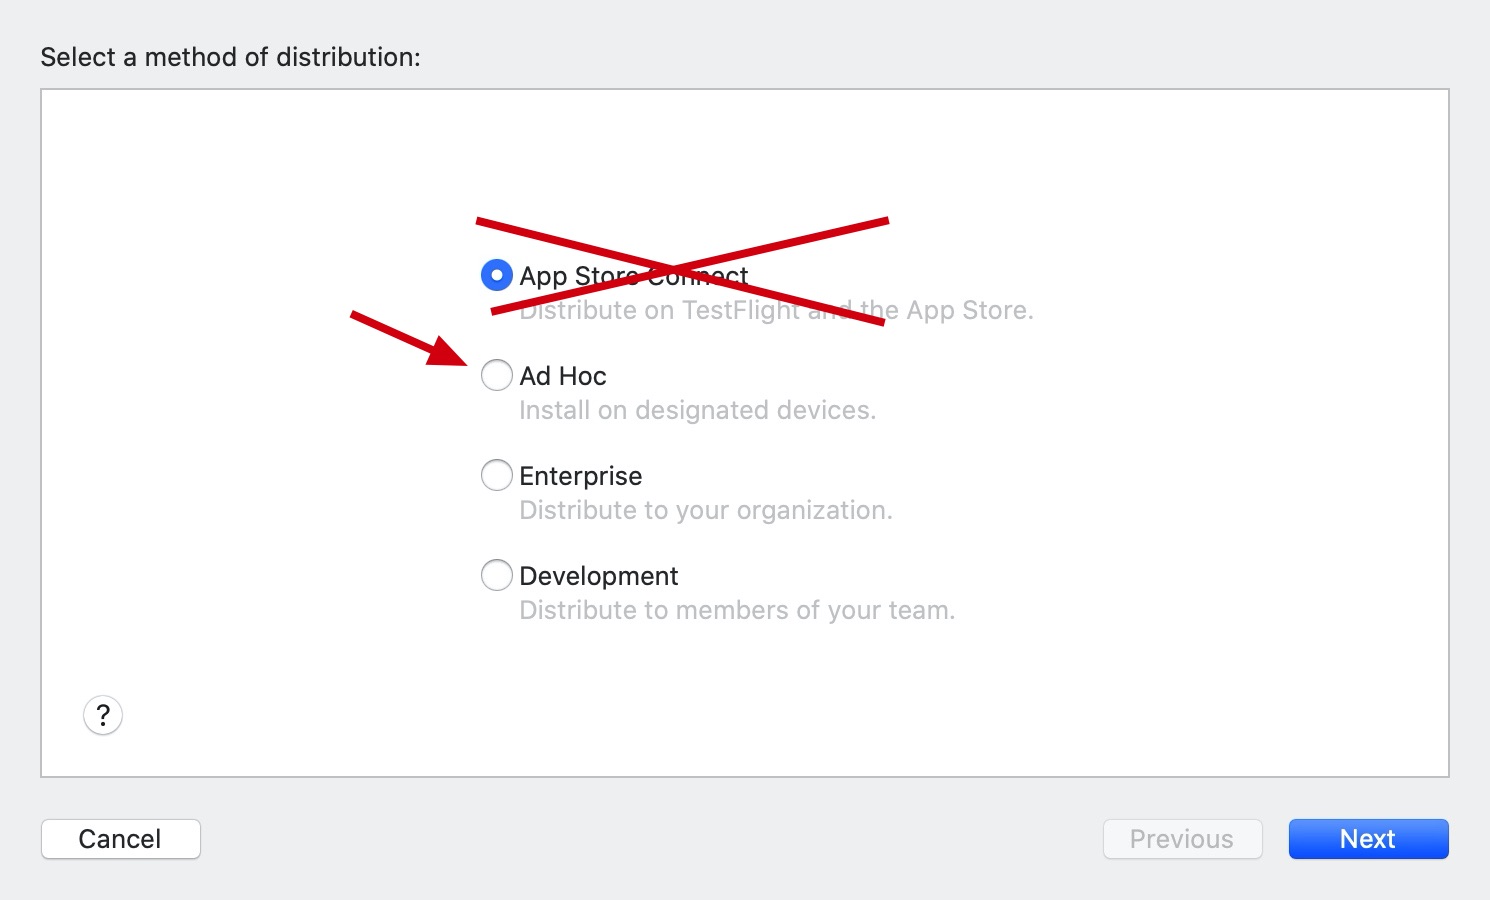 Select a method of distribution:
App Store Connect
Distribute on TestFlight and the App Store.
Ad Hoc
Install on designated devices.
Enterprise
Distribute to your organization.
Development
Distribute to members of your team.
?
Cancel
Previous
Next